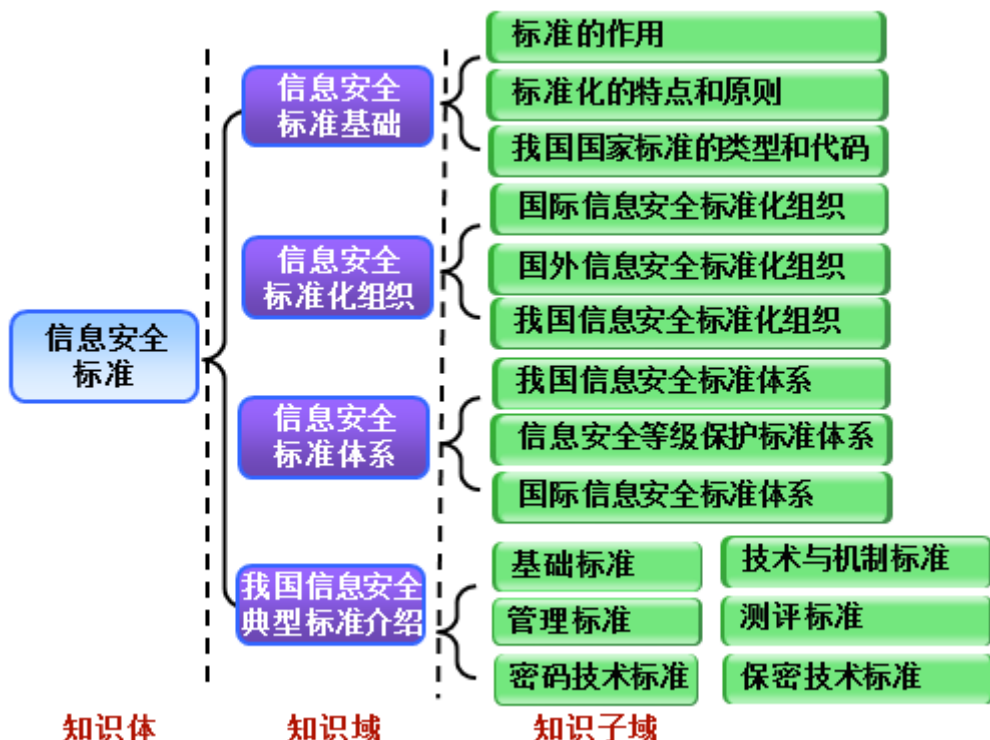 信息安全
标准
信息安全
标准基础
标准的作用
标准化的特点和原则
我国国家标准的类型和代码
信息安全
标准化组织
国际信息安全标准化组织
国外信息安全标准化组织
我国信息安全标准化组织
信息安全
标准体系
我国信息安全标准体系
信息安全等级保护标准体系
国际信息安全标准体系
我国信息安全
典型标准介绍
基础标准
技术与机制标准
管理标准
测评标准
密码技术标准
保密技术标准
知识体
知识域
知识子域